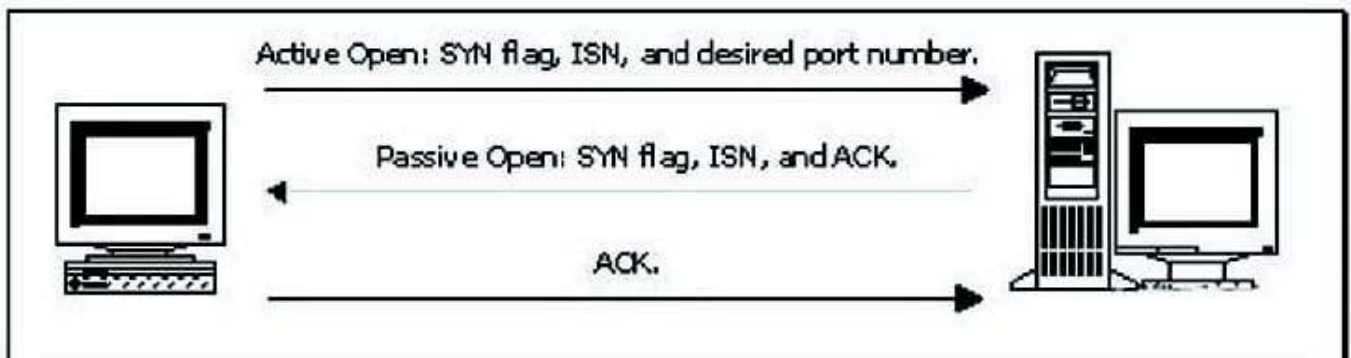 Active Open: SYN flag, ISN, and desired port number.
Passive Open: SYN flag, ISN, and ACK.
ACK.